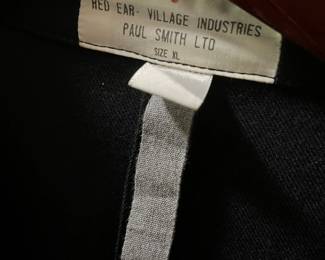 RED EAR· VILLAGE INDUSTRIES
PAUL SMITH LTD
SIZE XL